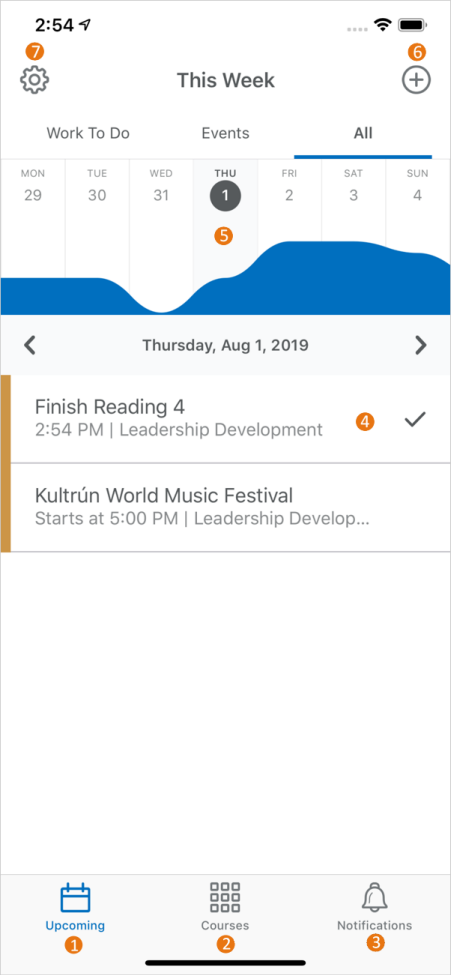 2:54
7
6
This Week
Work To Do Events All
MON TUE WED THU FRI SAT SUN
29 30 31 1 2 3 4
5
Thursday, Aug 1, 2019
Finish Reading 4
2:54 PM | Leadership Development
4
Kultrún World Music Festival
Starts at 5:00 PM | Leadership Develop...
Upcoming Courses Notifications
1 2 3